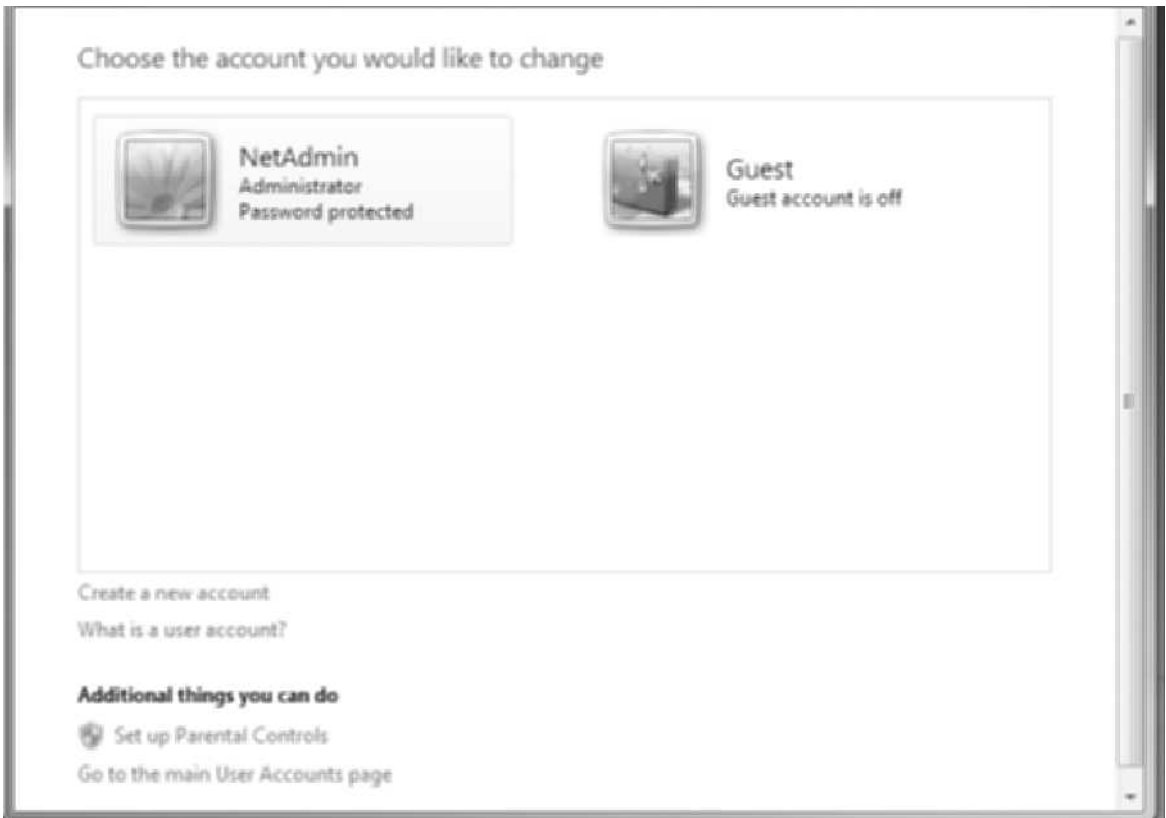 Choose the account you would like to change
NetAdmin
Administrator
Password protected
Guest
Guest account is off
Create a new account
What is a user account?
Additional things you can do
Set up Parental Controls
Go to the main User Accounts page